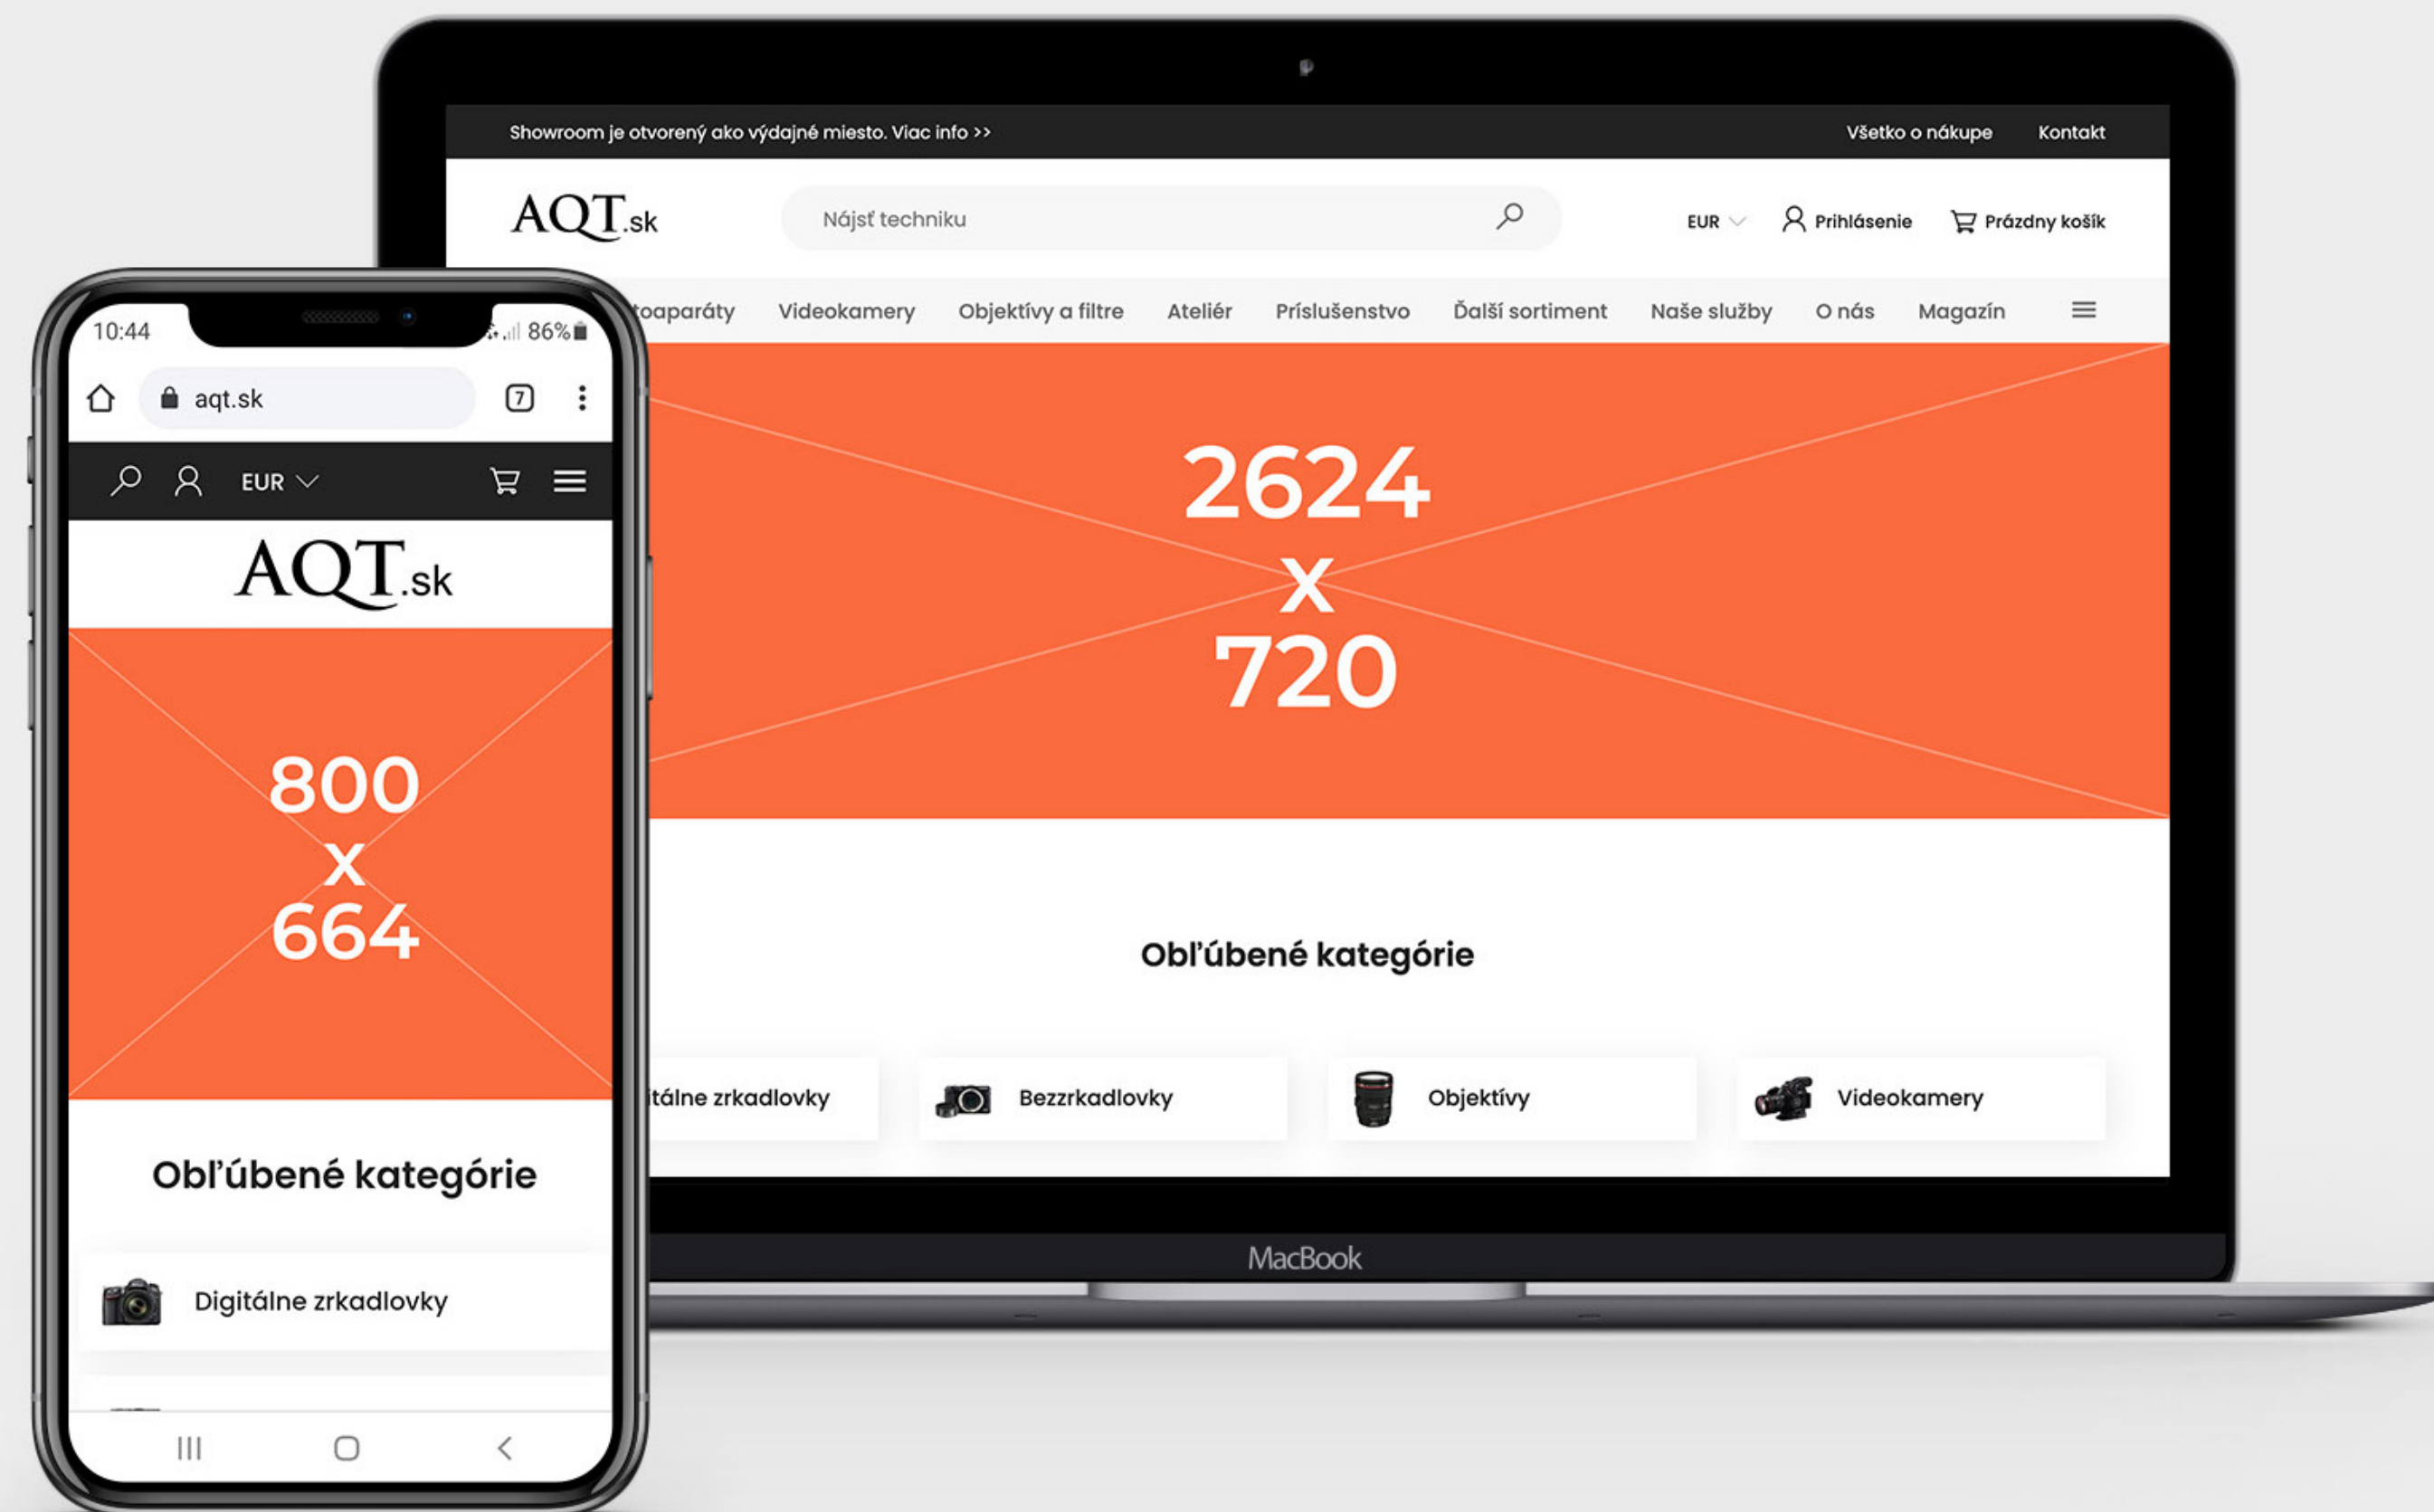 Showroom je otvorený ako výdajné miesto. Viac info >>
Všetko o nákupe
Kontakt
AQT.sk
Nájsť techniku
EUR
Prihlásenie
Prázdny košík
Videokamery
Objektívy a filtre
Ateliér
Príslušenstvo
Ďalší sortiment
Naše služby
O nás
Magazín
2624
x
720
Obľúbené kategórie
zrkadlovky
Bezzrkadlovky
Objektívy
Videokamery
MacBook
10:44
86%
aqt.sk
7
EUR
AQT.sk
800
x
664
Obľúbené kategórie
Digitálne zrkadlovky